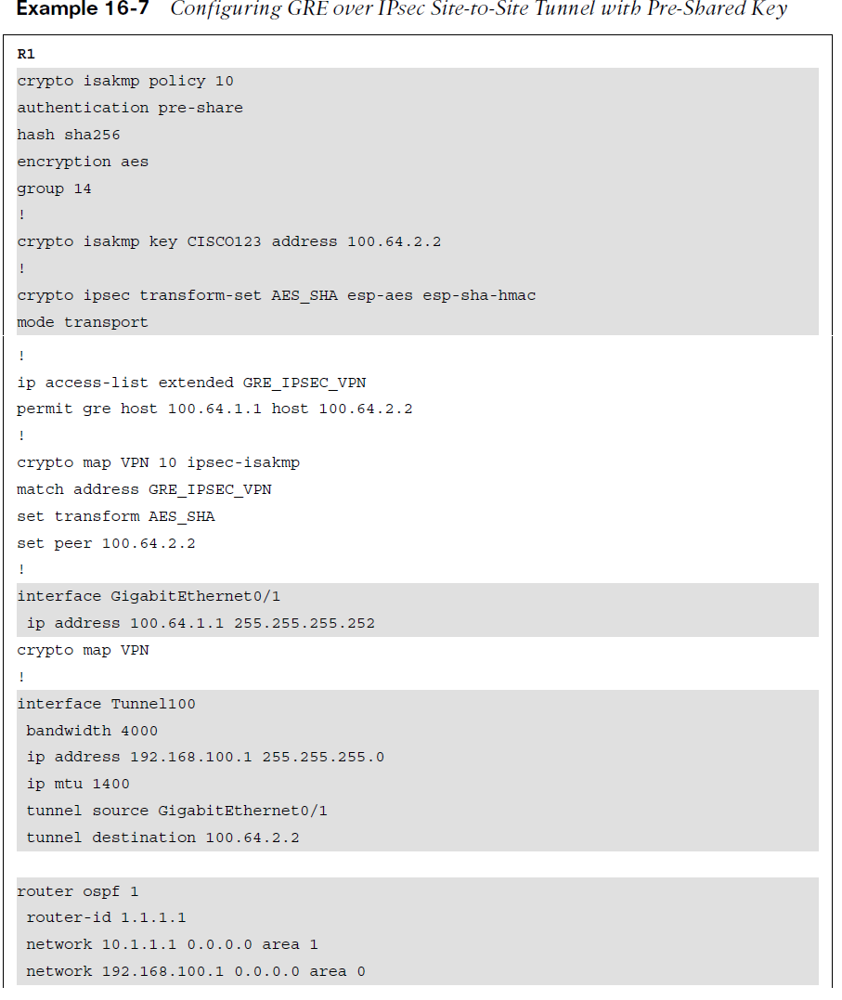 Example 16-7 Configuring GRE over IPsec Site-to-Site Tunnel with Pre-Shared Key
R1
crypto isakmp policy 10
authentication pre-share
hash sha256
encryption aes
group 14
!
crypto isakmp key CISCO123 address 100.64.2.2
!
crypto ipsec transform-set AES_SHA esp-aes esp-sha-hmac
mode transport
!
ip access-list extended GRE_IPSEC_VPN
permit gre host 100.64.1.1 host 100.64.2.2
!
crypto map VPN 10 ipsec-isakmp
match address GRE_IPSEC_VPN
set transform AES_SHA
set peer 100.64.2.2
!
interface GigabitEthernet0/1
 ip address 100.64.1.1 255.255.255.252
crypto map VPN
!
interface Tunnel100
 bandwidth 4000
 ip address 192.168.100.1 255.255.255.0
 ip mtu 1400
 tunnel source GigabitEthernet0/1
 tunnel destination 100.64.2.2
router ospf 1
 router-id 1.1.1.1
 network 10.1.1.1 0.0.0.0 area 1
 network 192.168.100.1 0.0.0.0 area 0